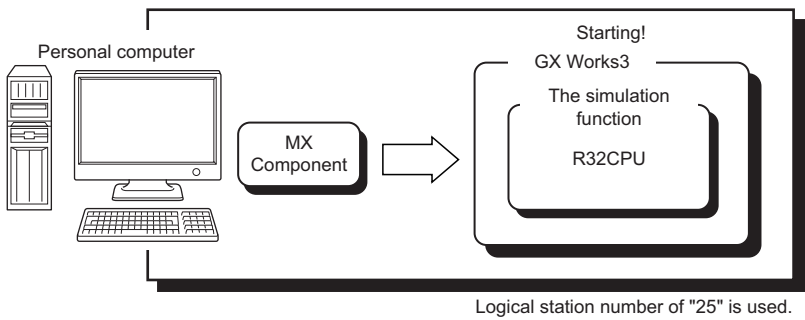 Starting!
Personal computer
GX Works3
The simulation
function
MX
Component
R32CPU
Logical station number of "25" is used.